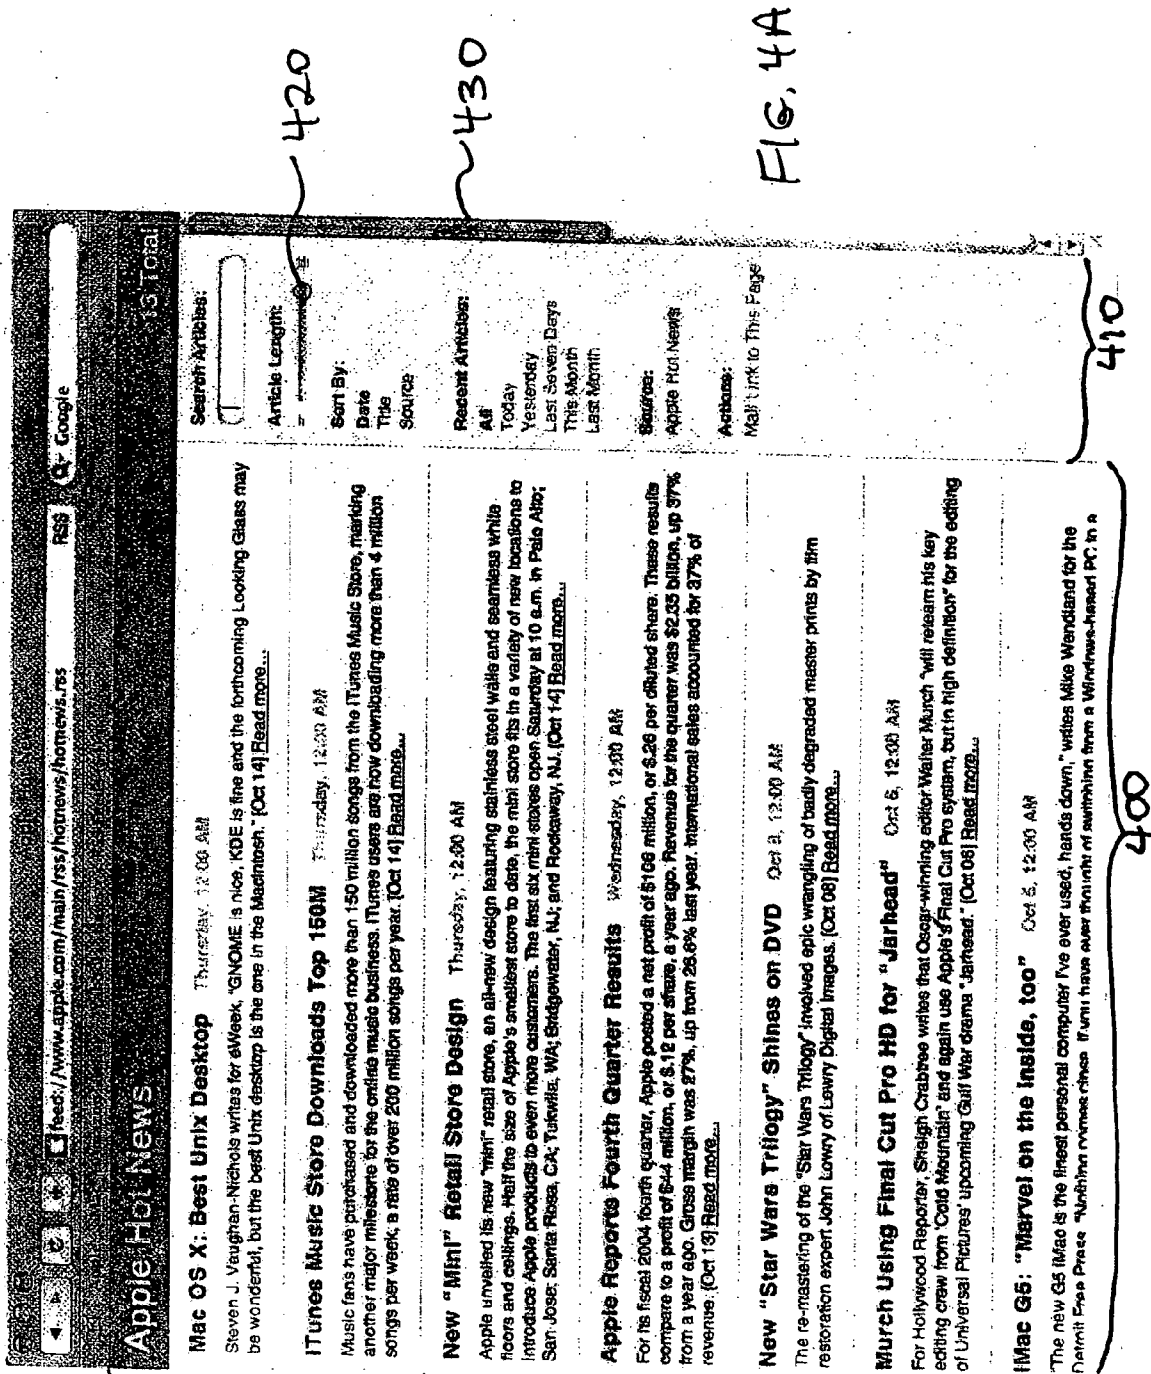 feed://www.apple.com/main/rss/hotnews/hotnews.rss RSS Google
Apple Hot News 13 Total
Mac OS X: Best Unix Desktop Thursday, 12:00 AM
Steven J. Vaughan-Nichols writes for eWeek, "GNOME is nice, KDE is fine and the forthcoming Looking Glass may
be wonderful, but the best Unix desktop is the one in the Macintosh." [Oct 14] Read more...
iTunes Music Store Downloads Top 150M Thursday, 12:00 AM
Music fans have purchased and downloaded more than 150 million songs from the iTunes Music Store, marking
another major milestone for the online music business. iTunes users are now downloading more than 4 million
songs per week, a rate of over 200 million songs per year. [Oct 14] Read more...
New "Mini" Retail Store Design Thursday, 12:00 AM
Apple unveiled its new "mini" retail store, an all-new design featuring stainless steel walls and seamless white
floors and ceilings. Half the size of Apple's smallest store to date, the mini store fits in a variety of new locations to
introduce Apple products to even more customers. The first six mini stores open Saturday at 10 a.m. in Palo Alto;
San Jose; Santa Rosa, CA; Tukwila, WA; Bridgewater, NJ; and Rockaway, NJ. [Oct 14] Read more...
Apple Reports Fourth Quarter Results Wednesday, 12:00 AM
For its fiscal 2004 fourth quarter, Apple posted a net profit of $106 million, or $.26 per diluted share. These results
compare to a profit of $44 million, or $.12 per share, a year ago. Revenue for the quarter was $2.35 billion, up 37%
from a year ago. Gross margin was 27%, up from 26.6% last year. International sales accounted for 37% of
revenue. [Oct 13] Read more...
New "Star Wars Trilogy" Shines on DVD Oct 8, 12:00 AM
The re-mastering of the "Star Wars Trilogy" involved epic wrangling of badly degraded master prints by film
restoration expert John Lowry of Lowry Digital Images. [Oct 08] Read more...
Murch Using Final Cut Pro HD for "Jarhead" Oct 6, 12:00 AM
For Hollywood Reporter, Sheigh Crabtree writes that Oscar-winning editor Walter Murch "will reteam his key
editing crew from 'Cold Mountain' and again use Apple's Final Cut Pro system, but in high definition" for the editing
of Universal Pictures' upcoming Gulf War drama "Jarhead." [Oct 06] Read more...
iMac G5: "Marvel on the Inside, too" Oct 5, 12:00 AM
"The new G5 iMac is the finest personal computer I've ever used, hands down," writes Mike Wendland for the
Detroit Free Press. "Nothing comes close. If you have ever thought of switching from a Windows-based PC to a
Search Articles:
Article Length:
Sort By:
Date
Title
Source
Recent Articles:
All
Today
Yesterday
Last Seven Days
This Month
Last Month
Source:
Apple Hot News
Actions:
Mail Link To This Page
420
430
410
400
FIG. 4A